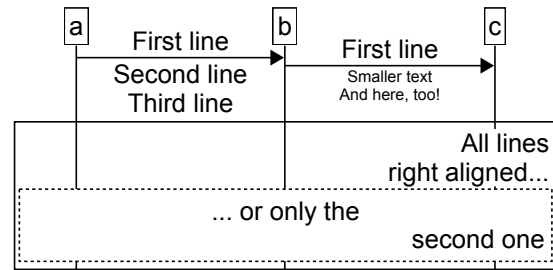 a
b
c
First line
Second line
Third line
First line
Smaller text
And here, too!
All lines
right aligned...
... or only the
second one